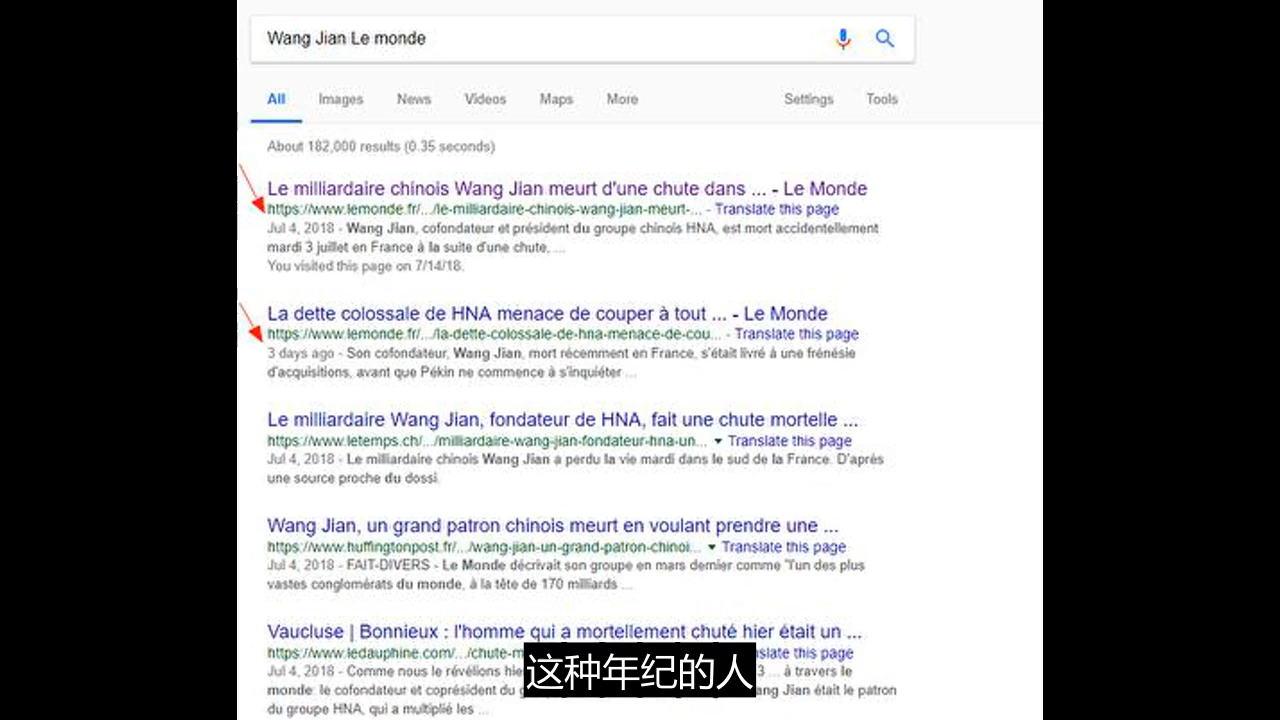 Wang Jian Le monde
All Images News Videos Maps More Settings Tools
About 182,000 results (0.35 seconds)
Le milliardaire chinois Wang Jian meurt d'une chute dans ... - Le Monde
https://www.lemonde.fr/.../le-milliardaire-chinois-wang-jian-meurt-... - Translate this page
Jul 4, 2018 - Wang Jian, cofondateur et président du groupe chinois HNA, est mort accidentellement
mardi 3 juillet en France à la suite d'une chute, ...
You visited this page on 7/14/18.
La dette colossale de HNA menace de couper à tout ... - Le Monde
https://www.lemonde.fr/.../la-dette-colossale-de-hna-menace-de-cou... - Translate this page
3 days ago - Son cofondateur, Wang Jian, mort récemment en France, s'était livré à une frénésie
d'acquisitions, avant que Pékin ne commence à s'inquiéter ...
Le milliardaire Wang Jian, fondateur de HNA, fait une chute mortelle ...
https://www.letemps.ch/.../milliardaire-wang-jian-fondateur-hna-un... Translate this page
Jul 4, 2018 - Le milliardaire chinois Wang Jian a perdu la vie mardi dans le sud de la France. D'après
une source proche du dossi.
Wang Jian, un grand patron chinois meurt en voulant prendre une ...
https://www.huffingtonpost.fr/.../wang-jian-un-grand-patron-chinoi... Translate this page
Jul 4, 2018 - FAIT-DIVERS - Le Monde décrivait son groupe en mars dernier comme "l'un des plus
vastes conglomérats du monde, à la tête de 170 milliards ...
Vaucluse | Bonnieux : l'homme qui a mortellement chuté hier était un ...
https://www.ledauphine.com/.../chute-m slate this page
Jul 4, 2018 - Comme nous le révélions hie 3 ... à travers le
monde: le cofondateur et coprésident du g ang Jian était le patron
du groupe HNA, qui a multiplié les ...
这种年纪的人